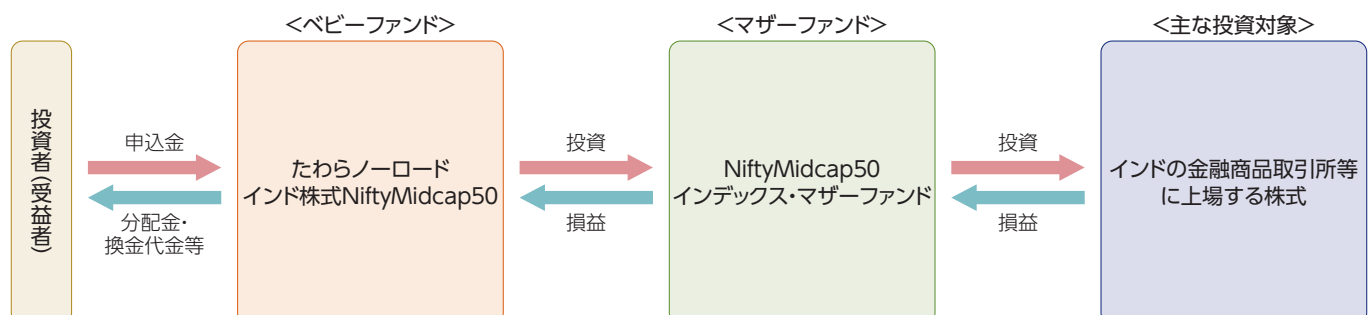 <ベビーファンド>
<マザーファンド>
<主な投資対象>
投資者(受益者)
申込金
分配金・
換金代金等
たわらノーロード
インド株式NiftyMidcap50
投資
損益
NiftyMidcap50
インデックス・マザーファンド
投資
損益
インドの金融商品取引所等
に上場する株式